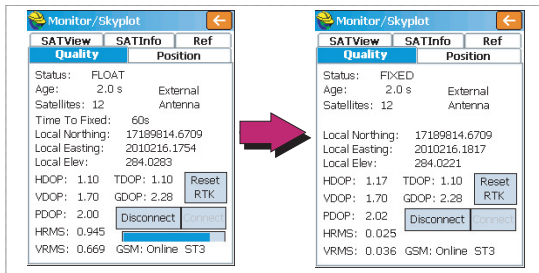 Monitor/Skyplot
SATView SATInfo Ref
Quality Position
Status: FLOAT
Age: 2.0 s External
Satellites: 12 Antenna
Time To Fixed: 60s
Local Northing: 17189814.6709
Local Easting: 2010216.1754
Local Elev: 284.0283
HDOP: 1.10 TDOP: 1.10 Reset
VDOP: 1.70 GDOP: 2.28 RTK
PDOP: 2.00 Disconnect Connect
HRMS: 0.945
VRMS: 0.669 GSM: Online ST3
Monitor/Skyplot
SATView SATInfo Ref
Quality Position
Status: FIXED
Age: 2.0 s External
Satellites: 12 Antenna
Local Northing: 17189814.6709
Local Easting: 2010216.1817
Local Elev: 284.0221
HDOP: 1.17 TDOP: 1.10 Reset
VDOP: 1.70 GDOP: 2.28 RTK
PDOP: 2.02 Disconnect Connect
HRMS: 0.025
VRMS: 0.036 GSM: Online ST3